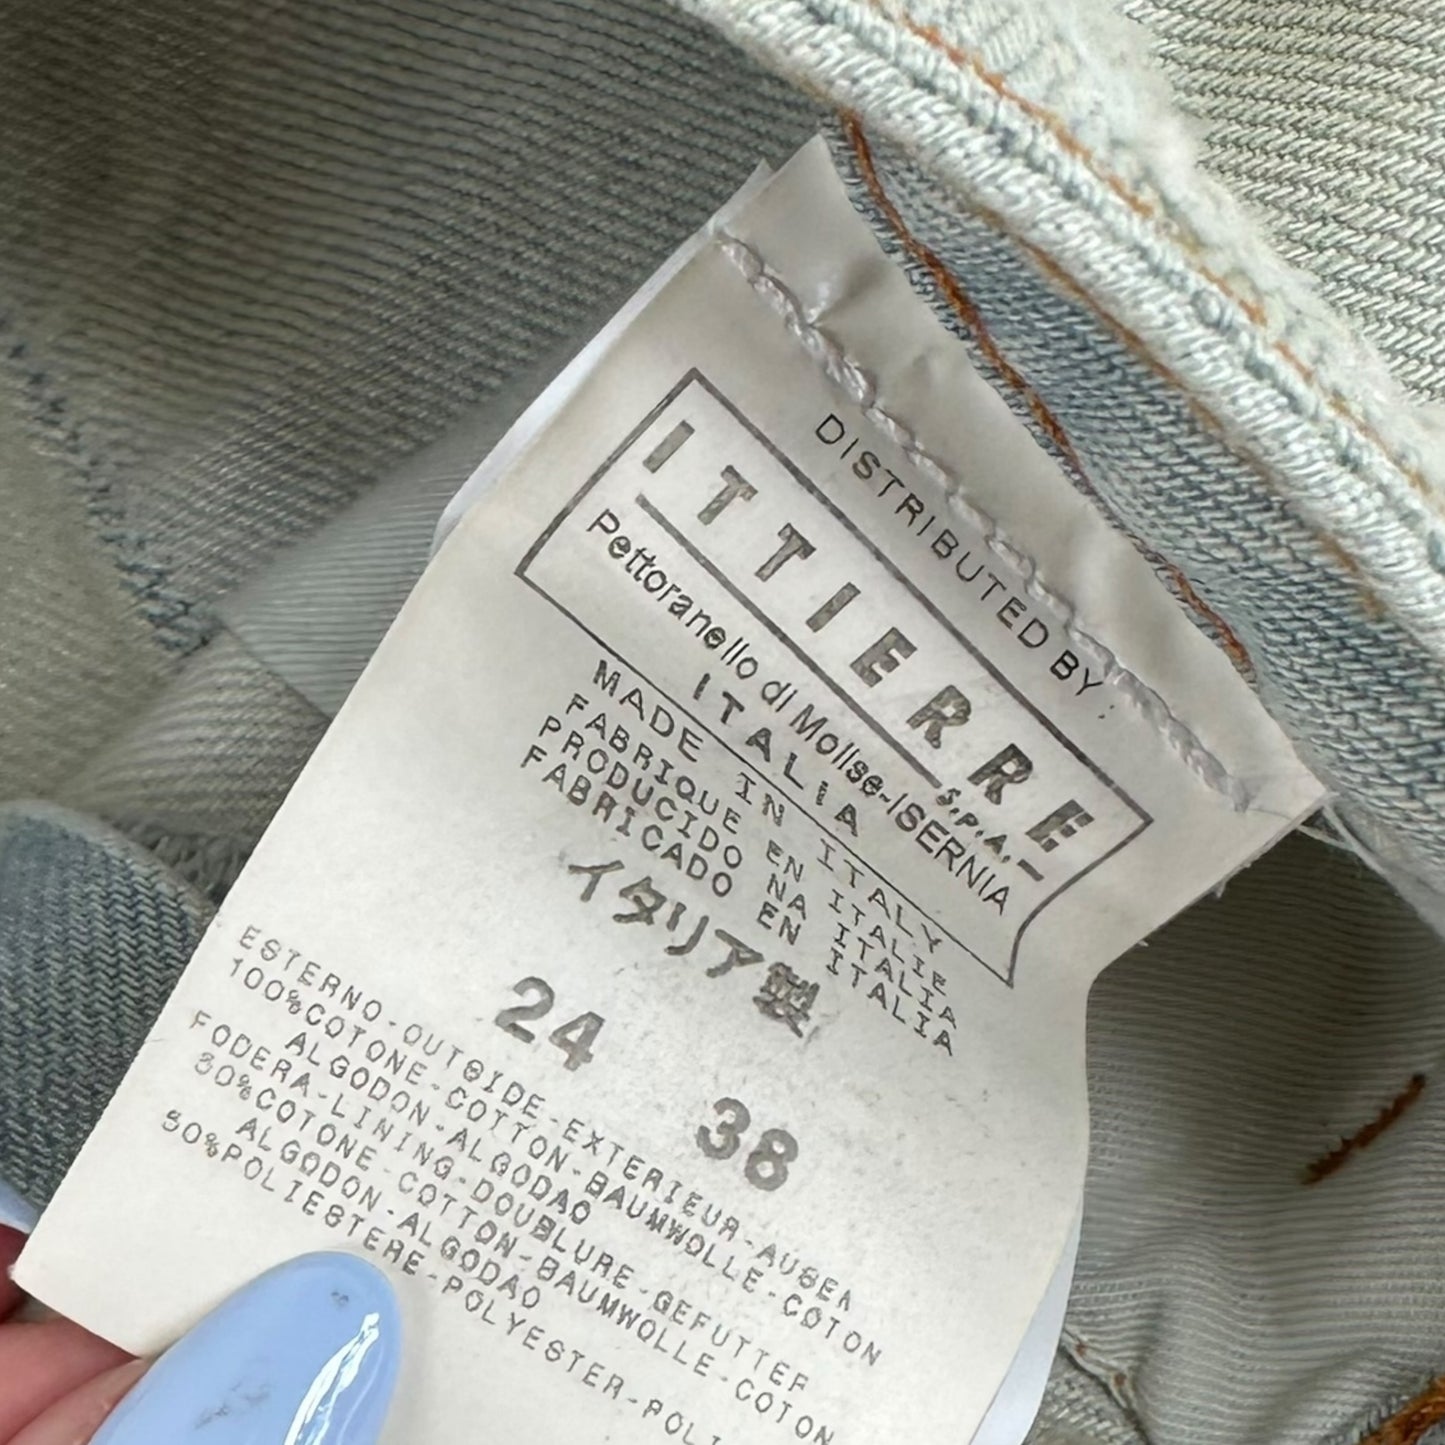 DISTRIBUTED BY:
ITTIERRE S.P.A.
Pettoranello di Molise-ISERNIA
ITALIA
MADE IN ITALY
FABRIQUE EN ITALIE
PRODUCIDO NA ITALIA
FABRICADO EN ITALIA
イタリア製
24 38
ESTERNO-OUTSIDE-EXTERIEUR-AUSEN
100%COTONE-COTTON-BAUMWOLLE-COTON
ALGODON-ALGODAO
FODERA-LINING-DOUBLURE-GEFUTTER
50%COTONE-COTTON-BAUMWOLLE-COTON
ALGODON-ALGODAO
50%POLIESTERE-POLYESTER-POLI